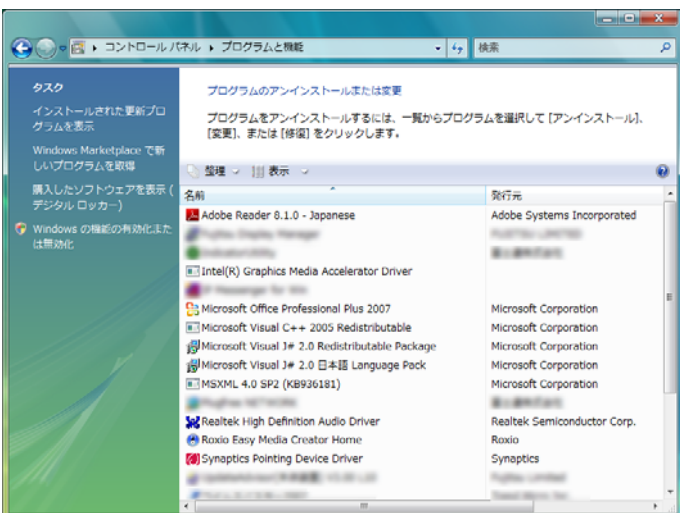 コントロール パネル ▸ プログラムと機能
検索
タスク
インストールされた更新プロ
グラムを表示
Windows Marketplace で新
しいプログラムを取得
購入したソフトウェアを表示 (
デジタル ロッカー)
Windows の機能の有効化また
は無効化
プログラムのアンインストールまたは変更
プログラムをアンインストールするには、一覧からプログラムを選択して [アンインストール]、
[変更]、または [修復] をクリックします。
整理 表示
名前 発行元
Adobe Reader 8.1.0 - Japanese Adobe Systems Incorporated
Intel(R) Graphics Media Accelerator Driver
Microsoft Office Professional Plus 2007 Microsoft Corporation
Microsoft Visual C++ 2005 Redistributable Microsoft Corporation
Microsoft Visual J# 2.0 Redistributable Package Microsoft Corporation
Microsoft Visual J# 2.0 日本語 Language Pack Microsoft Corporation
MSXML 4.0 SP2 (KB936181) Microsoft Corporation
Realtek High Definition Audio Driver Realtek Semiconductor Corp.
Roxio Easy Media Creator Home Roxio
Synaptics Pointing Device Driver Synaptics